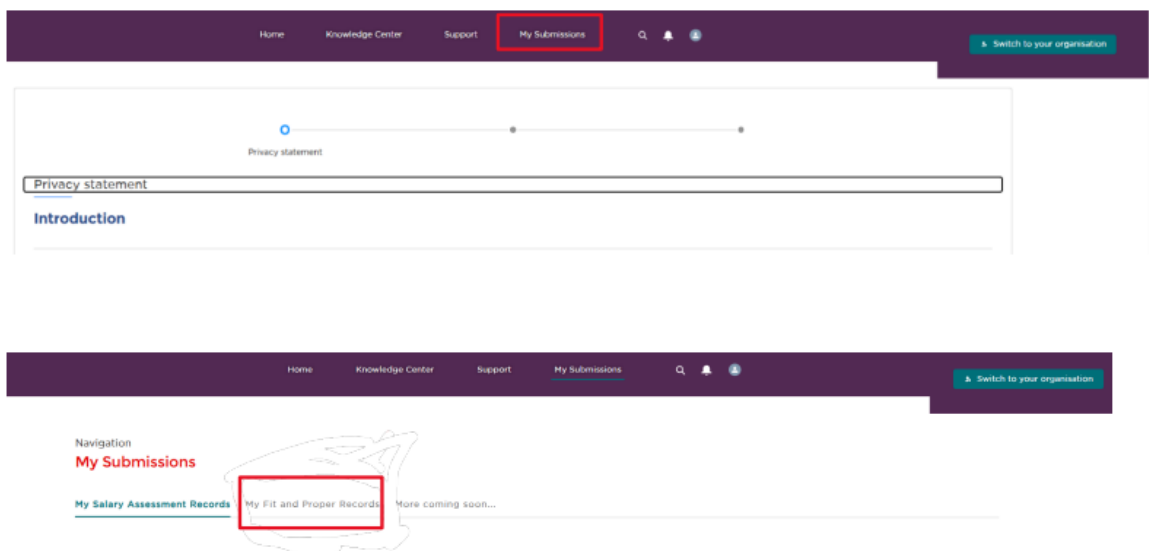 Home Knowledge Center Support My Submissions
Switch to your organisation
Privacy statement
Privacy statement
Introduction
Home Knowledge Center Support My Submissions
Switch to your organisation
Navigation
My Submissions
My Salary Assessment Records My Fit and Proper Records More coming soon...